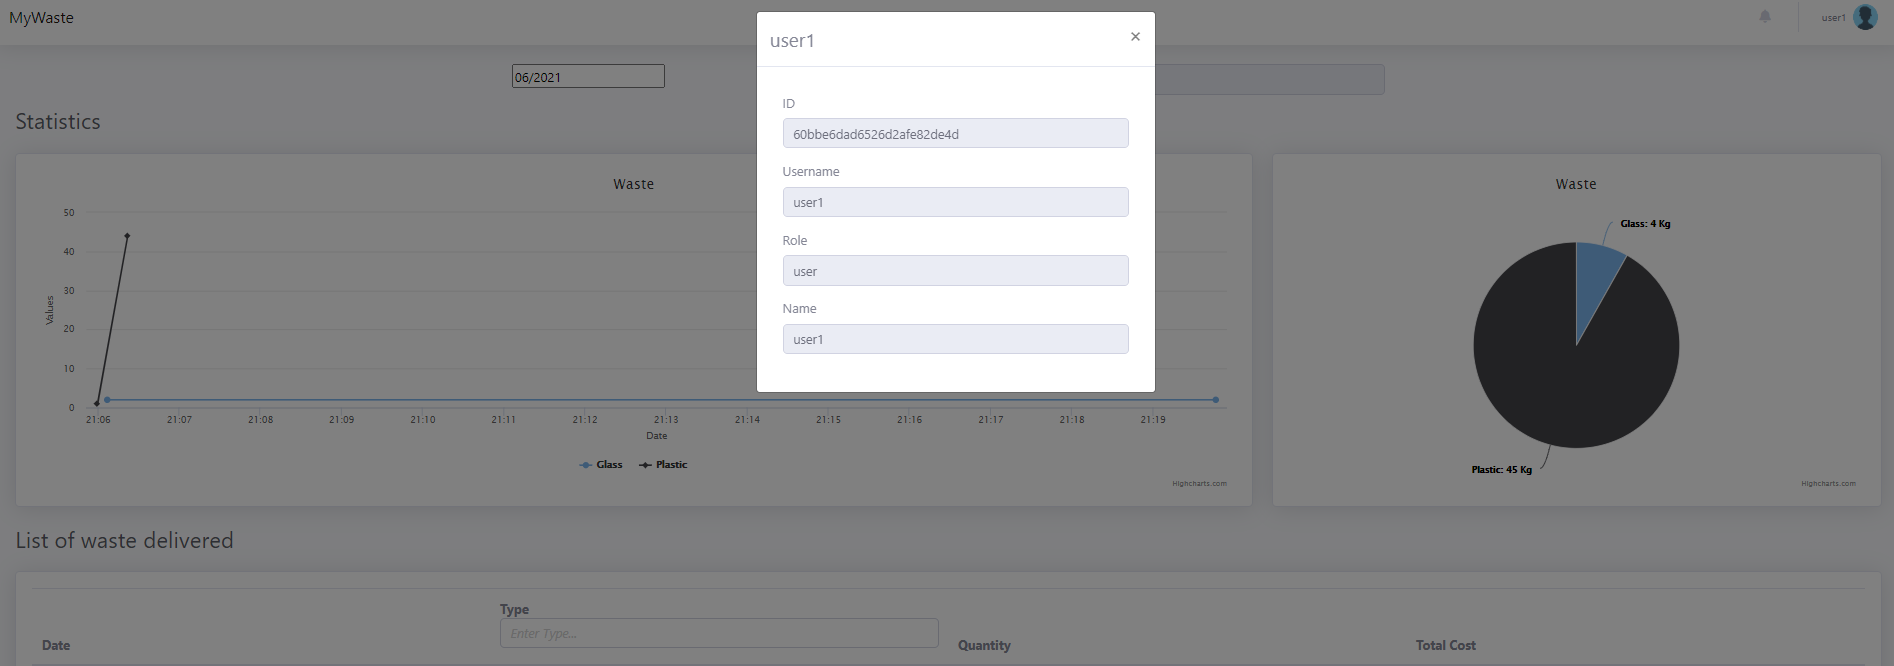 MyWaste
user1
06/2021
user1
×
ID
60bbe6dad6526d2afe82de4d
Username
user1
Role
user
Name
user1
Statistics
Waste
50
40
30
20
10
0
Values
21:06 21:07 21:08 21:09 21:10 21:11 21:12 21:13 21:14 21:15 21:16 21:17 21:18 21:19
Date
Glass Plastic
Highcharts.com
Waste
Glass: 4 Kg
Plastic: 45 Kg
Highcharts.com
List of waste delivered
Date
Type
Enter Type...
Quantity
Total Cost